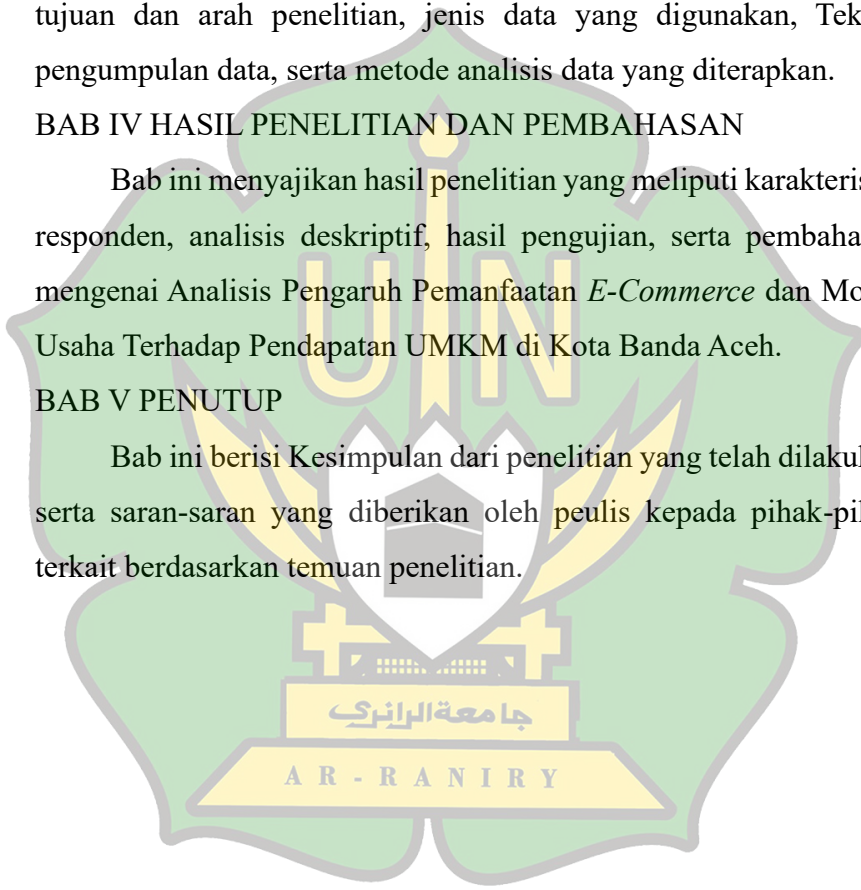 tujuan dan arah penelitian, jenis data yang digunakan, Tek
pengumpulan data, serta metode analisis data yang diterapkan.
BAB IV HASIL PENELITIAN DAN PEMBAHASAN
Bab ini menyajikan hasil penelitian yang meliputi karakteris
responden, analisis deskriptif, hasil pengujian, serta pembaha
mengenai Analisis Pengaruh Pemanfaatan E-Commerce dan Mo
Usaha Terhadap Pendapatan UMKM di Kota Banda Aceh.
BAB V PENUTUP
Bab ini berisi Kesimpulan dari penelitian yang telah dilakuk
serta saran-saran yang diberikan oleh peulis kepada pihak-pil
terkait berdasarkan temuan penelitian.
UIN
جامعةالرانري
AR-RANIRY